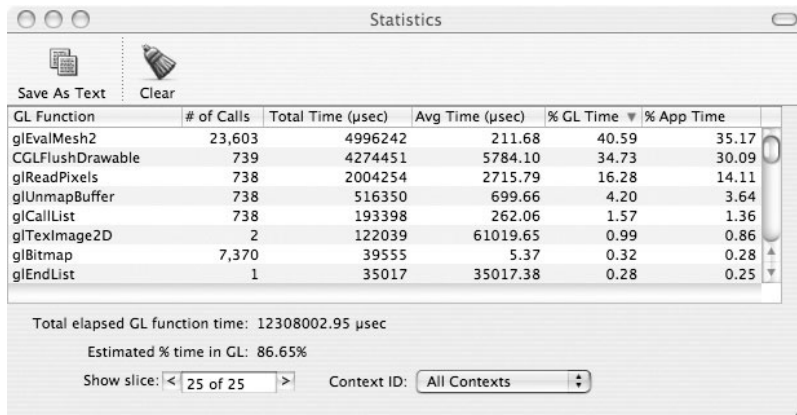 Statistics
Save As Text Clear
GL Function # of Calls Total Time (µsec) Avg Time (µsec) % GL Time ▼ % App Time
glEvalMesh2 23,603 4996242 211.68 40.59 35.17
CGLFlushDrawable 739 4274451 5784.10 34.73 30.09
glReadPixels 738 2004254 2715.79 16.28 14.11
glUnmapBuffer 738 516350 699.66 4.20 3.64
glCallList 738 193398 262.06 1.57 1.36
glTexImage2D 2 122039 61019.65 0.99 0.86
glBitmap 7,370 39555 5.37 0.32 0.28
glEndList 1 35017 35017.38 0.28 0.25
Total elapsed GL function time: 12308002.95 µsec
Estimated % time in GL: 86.65%
Show slice: < 25 of 25 > Context ID: All Contexts